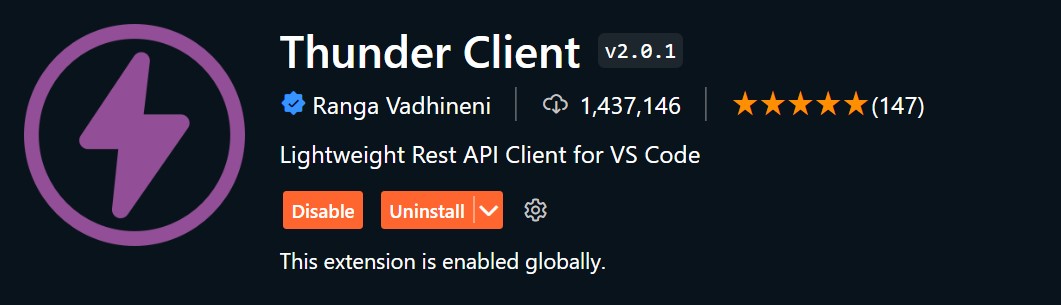 Thunder Client v2.0.1
Ranga Vadhineni 1,437,146 (147)
Lightweight Rest API Client for VS Code
Disable Uninstall
This extension is enabled globally.